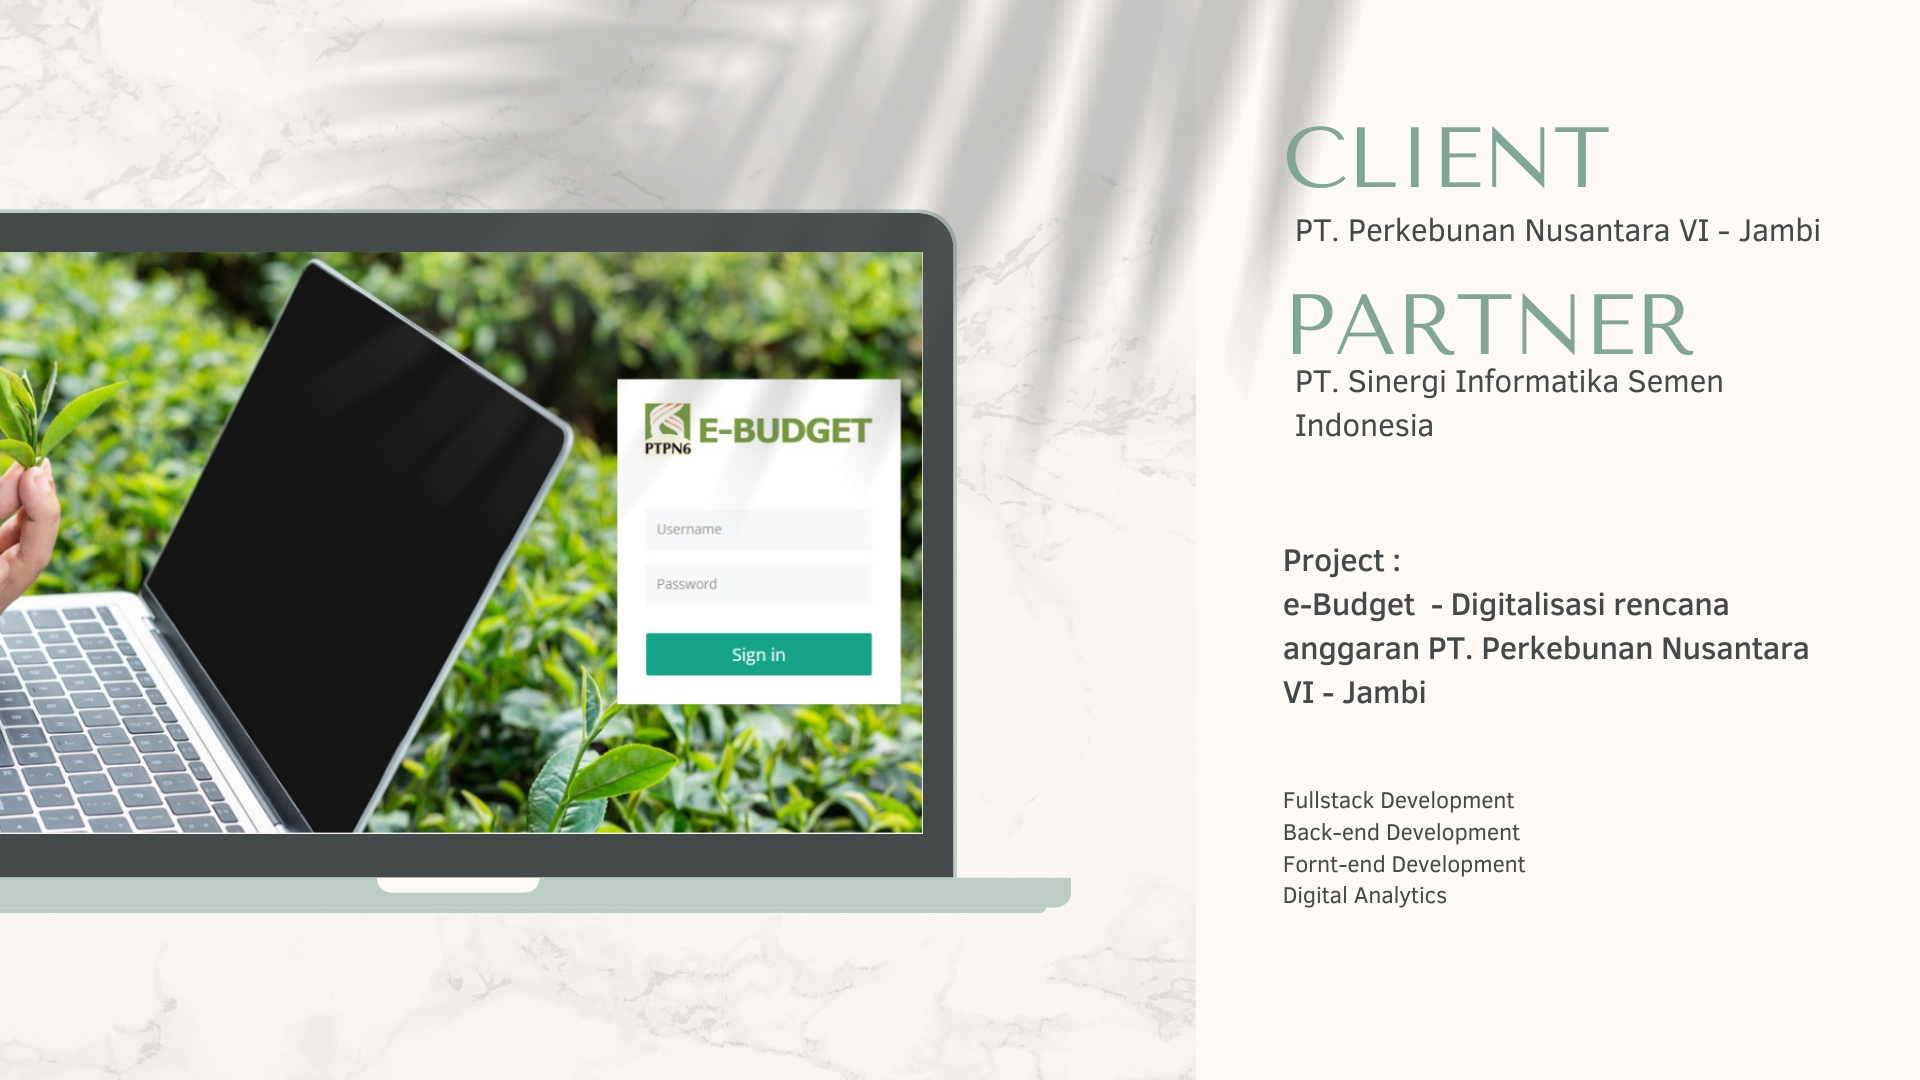 CLIENT
PT. Perkebunan Nusantara VI - Jambi
PARTNER
PT. Sinergi Informatika Semen
Indonesia
Project :
e-Budget  - Digitalisasi rencana
anggaran PT. Perkebunan Nusantara
VI - Jambi
Fullstack Development
Back-end Development
Fornt-end Development
Digital Analytics
PTPN6
E-BUDGET
Username
Password
Sign in